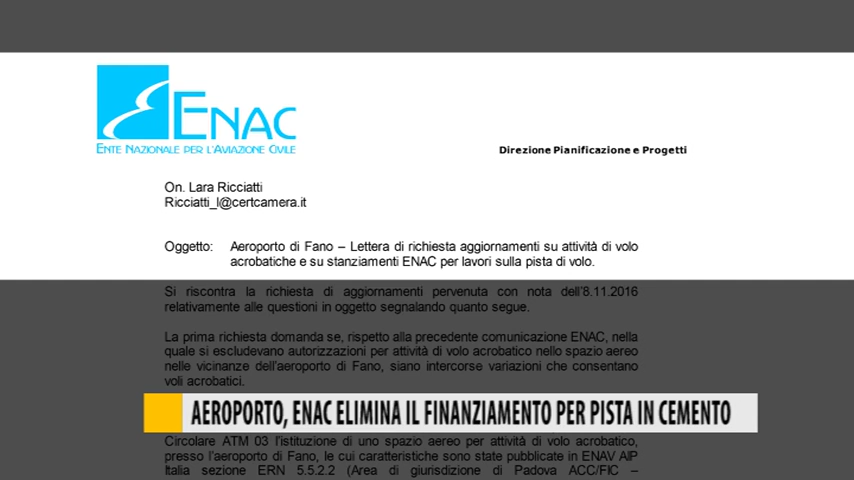 ENAC
ENTE NAZIONALE PER L'AVIAZIONE CIVILE
Direzione Pianificazione e Progetti
On. Lara Ricciatti
Ricciatti_l@certcamera.it
Oggetto: Aeroporto di Fano – Lettera di richiesta aggiornamenti su attività di volo
acrobatiche e su stanziamenti ENAC per lavori sulla pista di volo.
Si riscontra la richiesta di aggiornamenti pervenuta con nota dell'8.11.2016
relativamente alle questioni in oggetto segnalando quanto segue.
La prima richiesta domanda se, rispetto alla precedente comunicazione ENAC, nella
quale si escludevano autorizzazioni per attività di volo acrobatico nello spazio aereo
nelle vicinanze dell'aeroporto di Fano, siano intercorse variazioni che consentano
voli acrobatici.
AEROPORTO, ENAC ELIMINA IL FINANZIAMENTO PER PISTA IN CEMENTO
Circolare ATM 03 l'istituzione di uno spazio aereo per attività di volo acrobatico,
presso l'aeroporto di Fano, le cui caratteristiche sono state pubblicate in ENAV AIP
Italia sezione ERN 5.5.2.2 (Area di giurisdizione di Padova ACC/FIC –